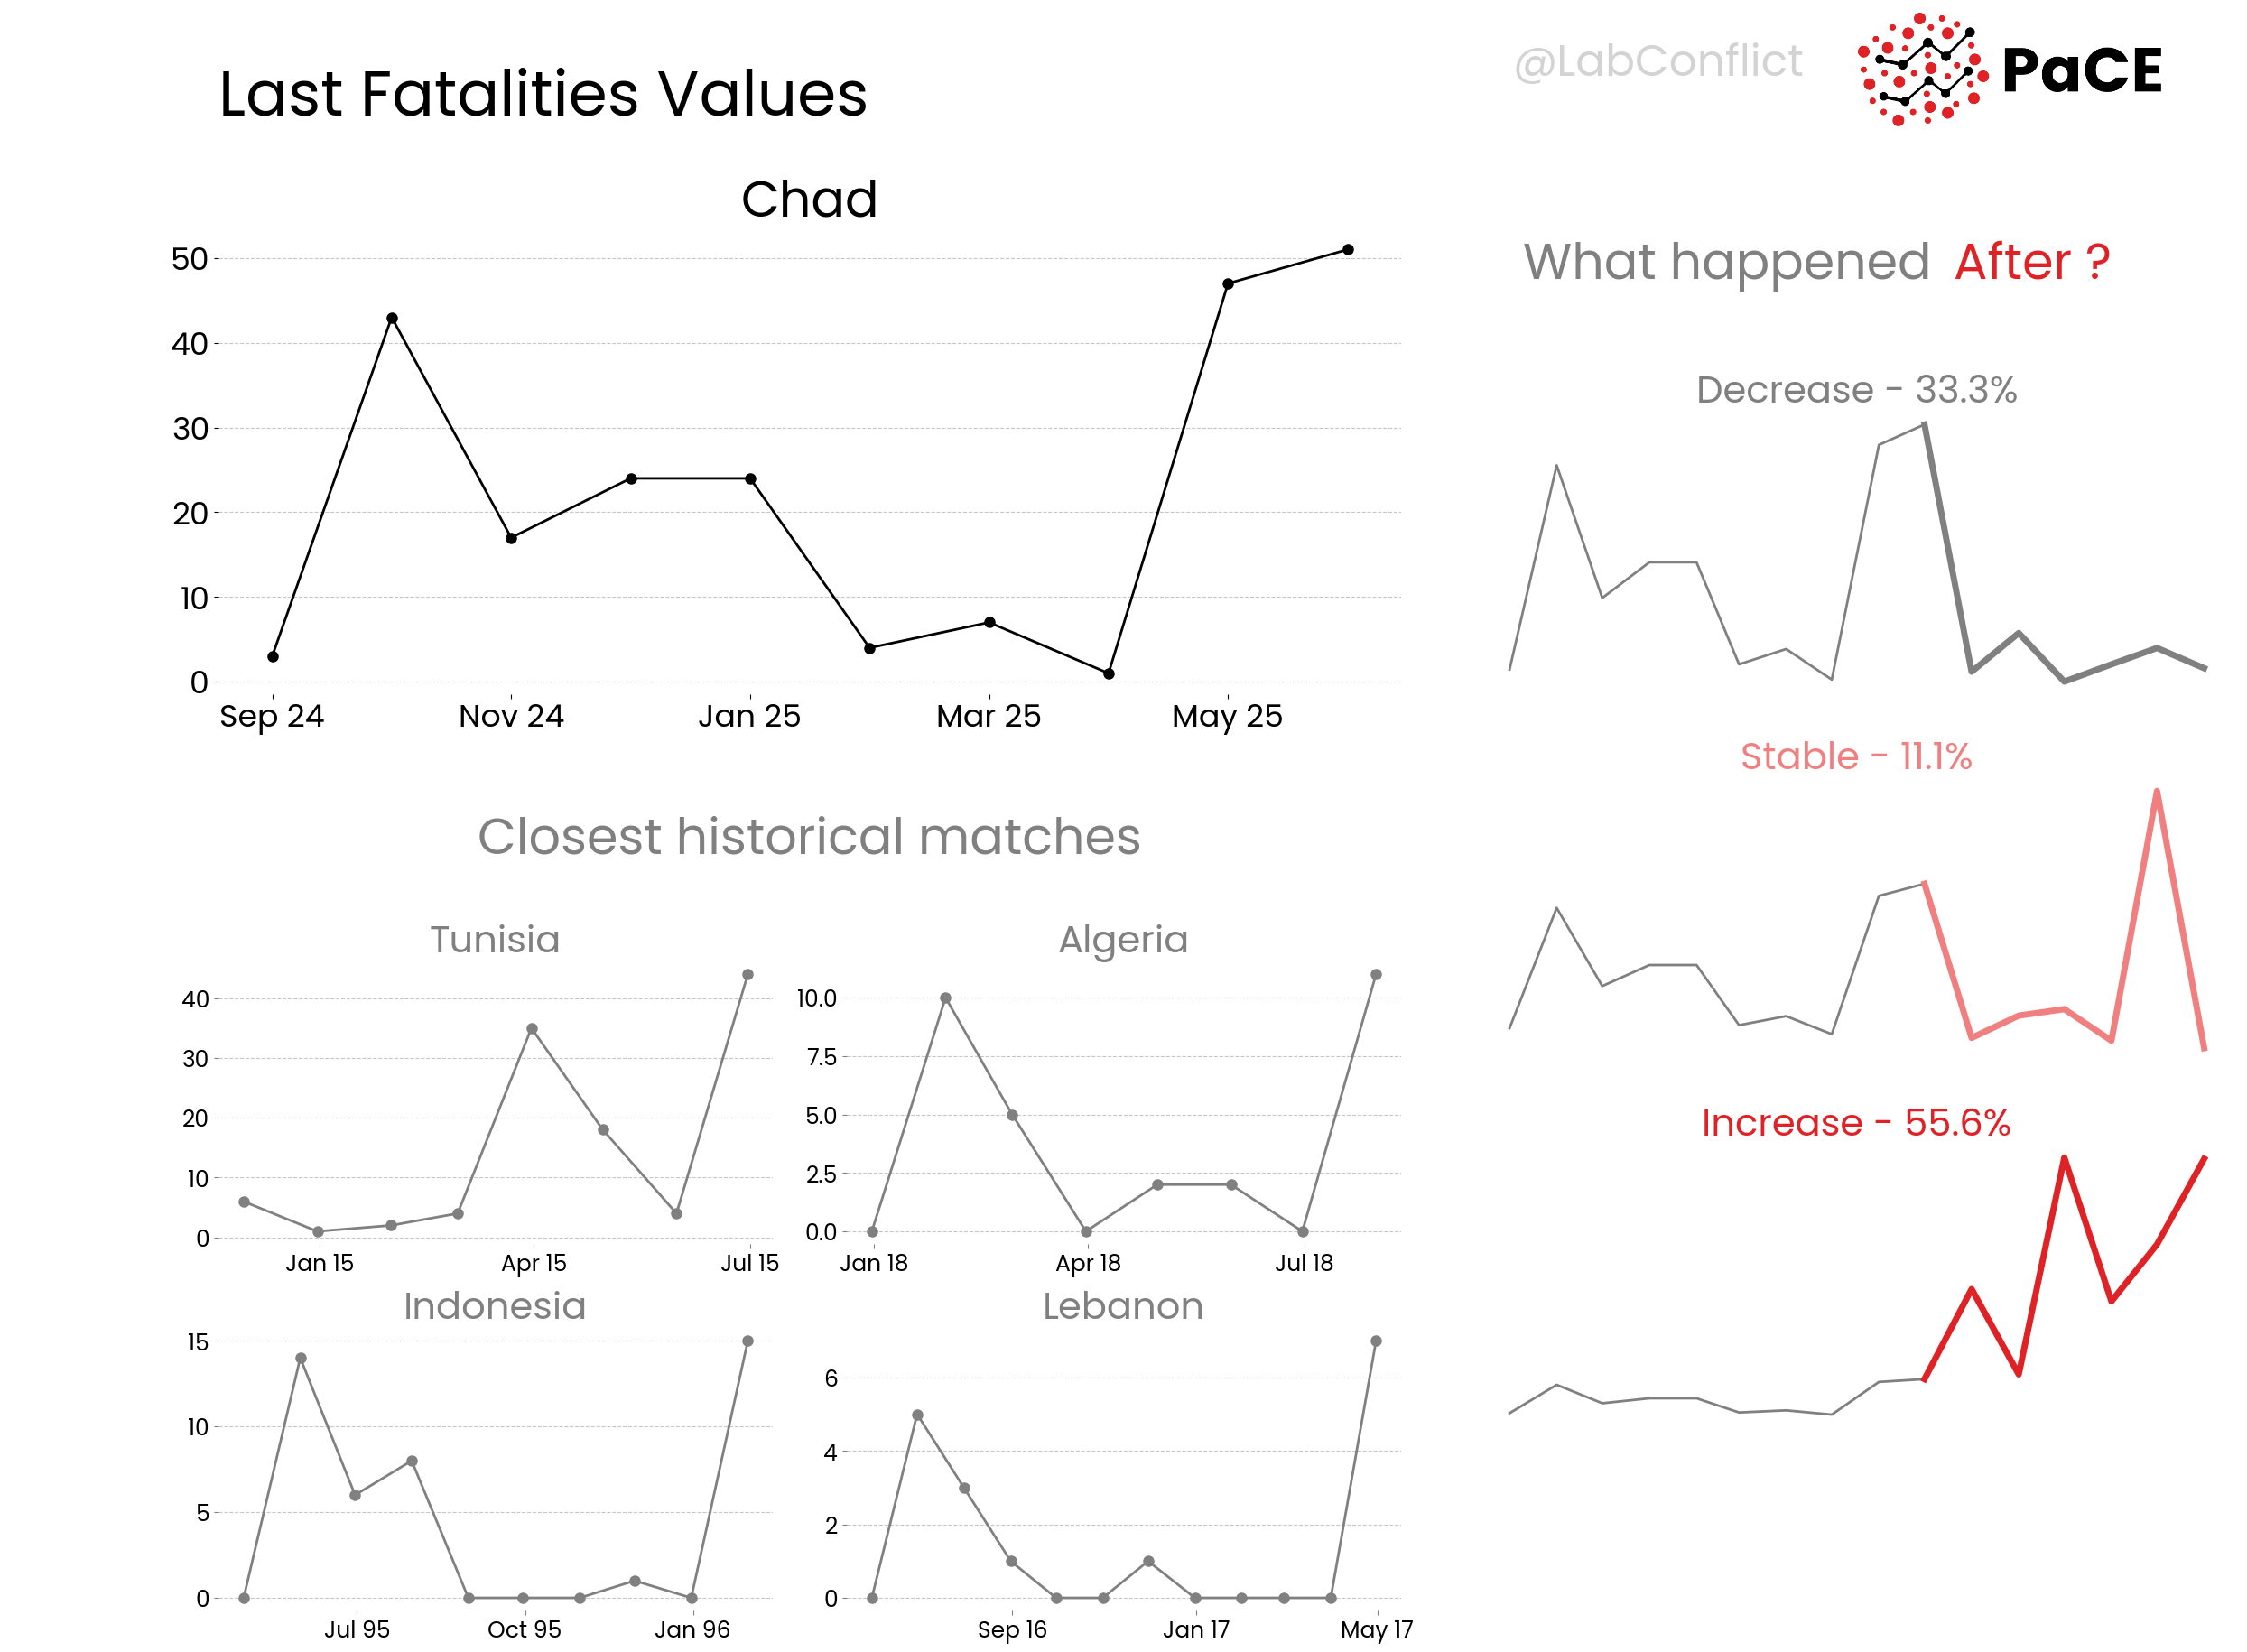 @LabConflict
PaCE
Last Fatalities Values
Chad
50
40
30
20
10
0
Sep 24 Nov 24 Jan 25 Mar 25 May 25
What happened After ?
Decrease - 33.3%
Stable - 11.1%
Increase - 55.6%
Closest historical matches
Tunisia
40
30
20
10
0
Jan 15 Apr 15 Jul 15
Algeria
10.0
7.5
5.0
2.5
0.0
Jan 18 Apr 18 Jul 18
Indonesia
15
10
5
0
Jul 95 Oct 95 Jan 96
Lebanon
6
4
2
0
Sep 16 Jan 17 May 17